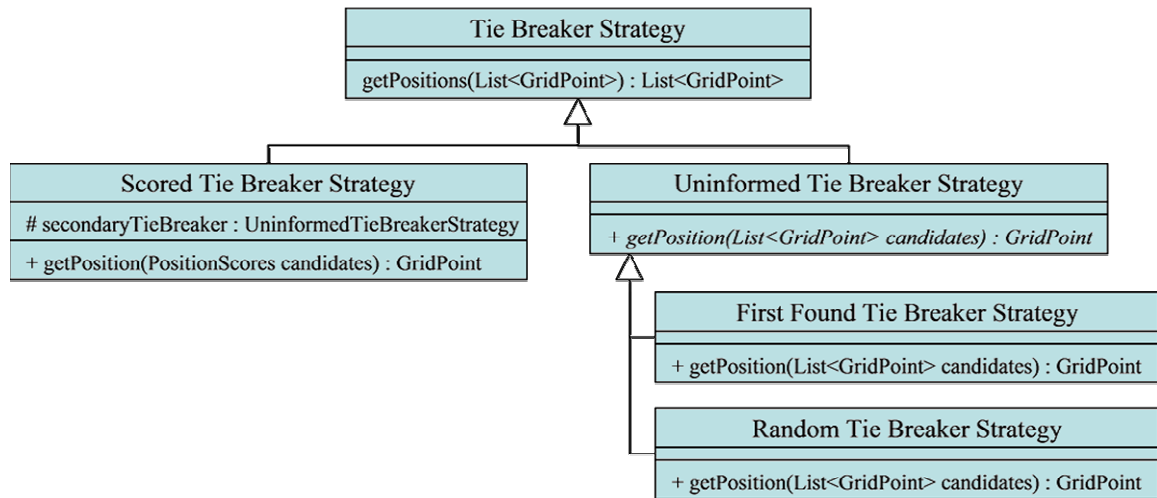 Tie Breaker Strategy
getPositions(List<GridPoint>) : List<GridPoint>
Scored Tie Breaker Strategy
# secondaryTieBreaker : UninformedTieBreakerStrategy
+ getPosition(PositionScores candidates) : GridPoint
Uninformed Tie Breaker Strategy
+ getPosition(List<GridPoint> candidates) : GridPoint
First Found Tie Breaker Strategy
+ getPosition(List<GridPoint> candidates) : GridPoint
Random Tie Breaker Strategy
+ getPosition(List<GridPoint> candidates) : GridPoint